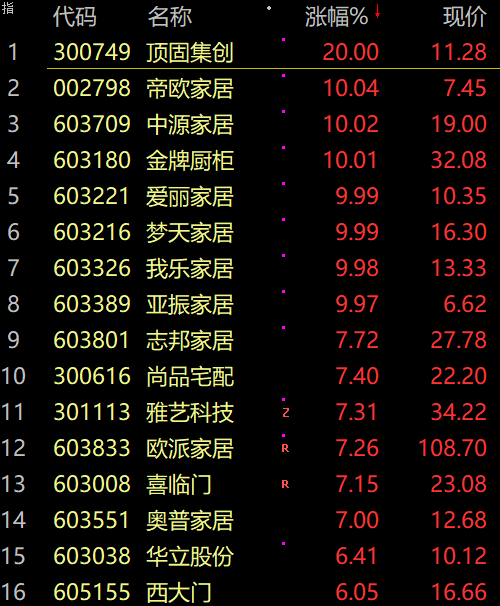 指 代码 名称 涨幅%↓ 现价
1 300749 顶固集创 20.00 11.28
2 002798 帝欧家居 10.04 7.45
3 603709 中源家居 10.02 19.00
4 603180 金牌厨柜 10.01 32.08
5 603221 爱丽家居 9.99 10.35
6 603216 梦天家居 9.99 16.30
7 603326 我乐家居 9.98 13.33
8 603389 亚振家居 9.97 6.62
9 603801 志邦家居 7.72 27.78
10 300616 尚品宅配 7.40 22.20
11 301113 雅艺科技 Z 7.31 34.22
12 603833 欧派家居 R 7.26 108.70
13 603008 喜临门 R 7.15 23.08
14 603551 奥普家居 7.00 12.68
15 603038 华立股份 6.41 10.12
16 605155 西大门 6.05 16.66